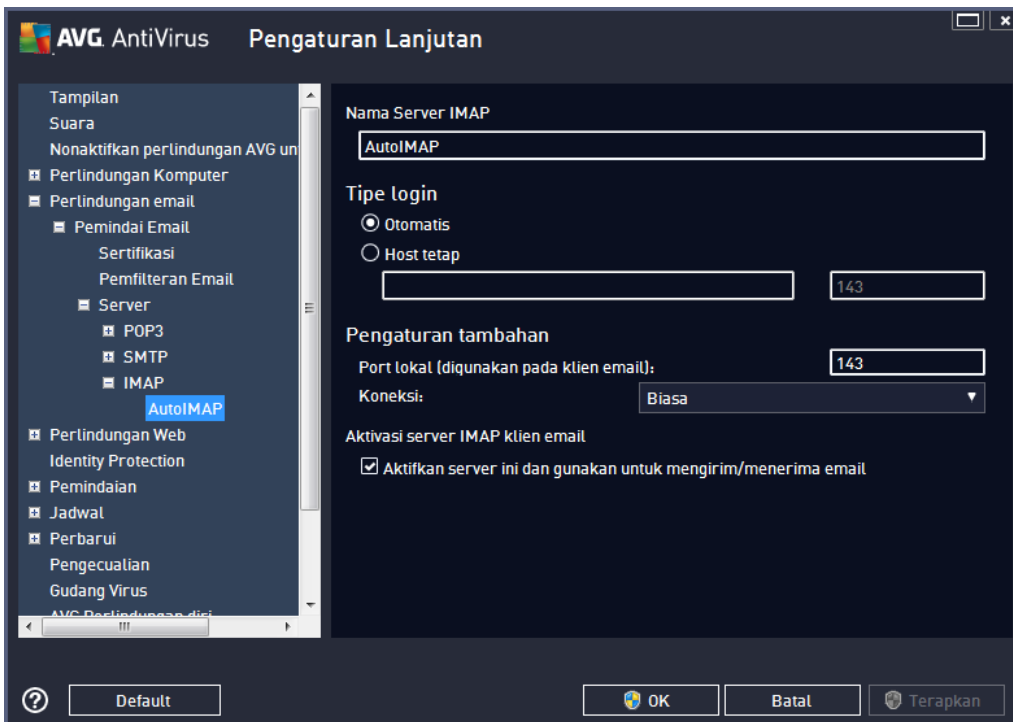 AVG AntiVirus Pengaturan Lanjutan
Tampilan
Suara
Nonaktifkan perlindungan AVG un
Perlindungan Komputer
Perlindungan email
Pemindai Email
Sertifikasi
Pemfilteran Email
Server
POP3
SMTP
IMAP
AutoIMAP
Perlindungan Web
Identity Protection
Pemindaian
Jadwal
Perbarui
Pengecualian
Gudang Virus
AVG Perlindungan diri
Nama Server IMAP
AutoIMAP
Tipe login
Otomatis
Host tetap
143
Pengaturan tambahan
Port lokal (digunakan pada klien email):
143
Koneksi:
Biasa
Aktivasi server IMAP klien email
Aktifkan server ini dan gunakan untuk mengirim/menerima email
Default
OK
Batal
Terapkan